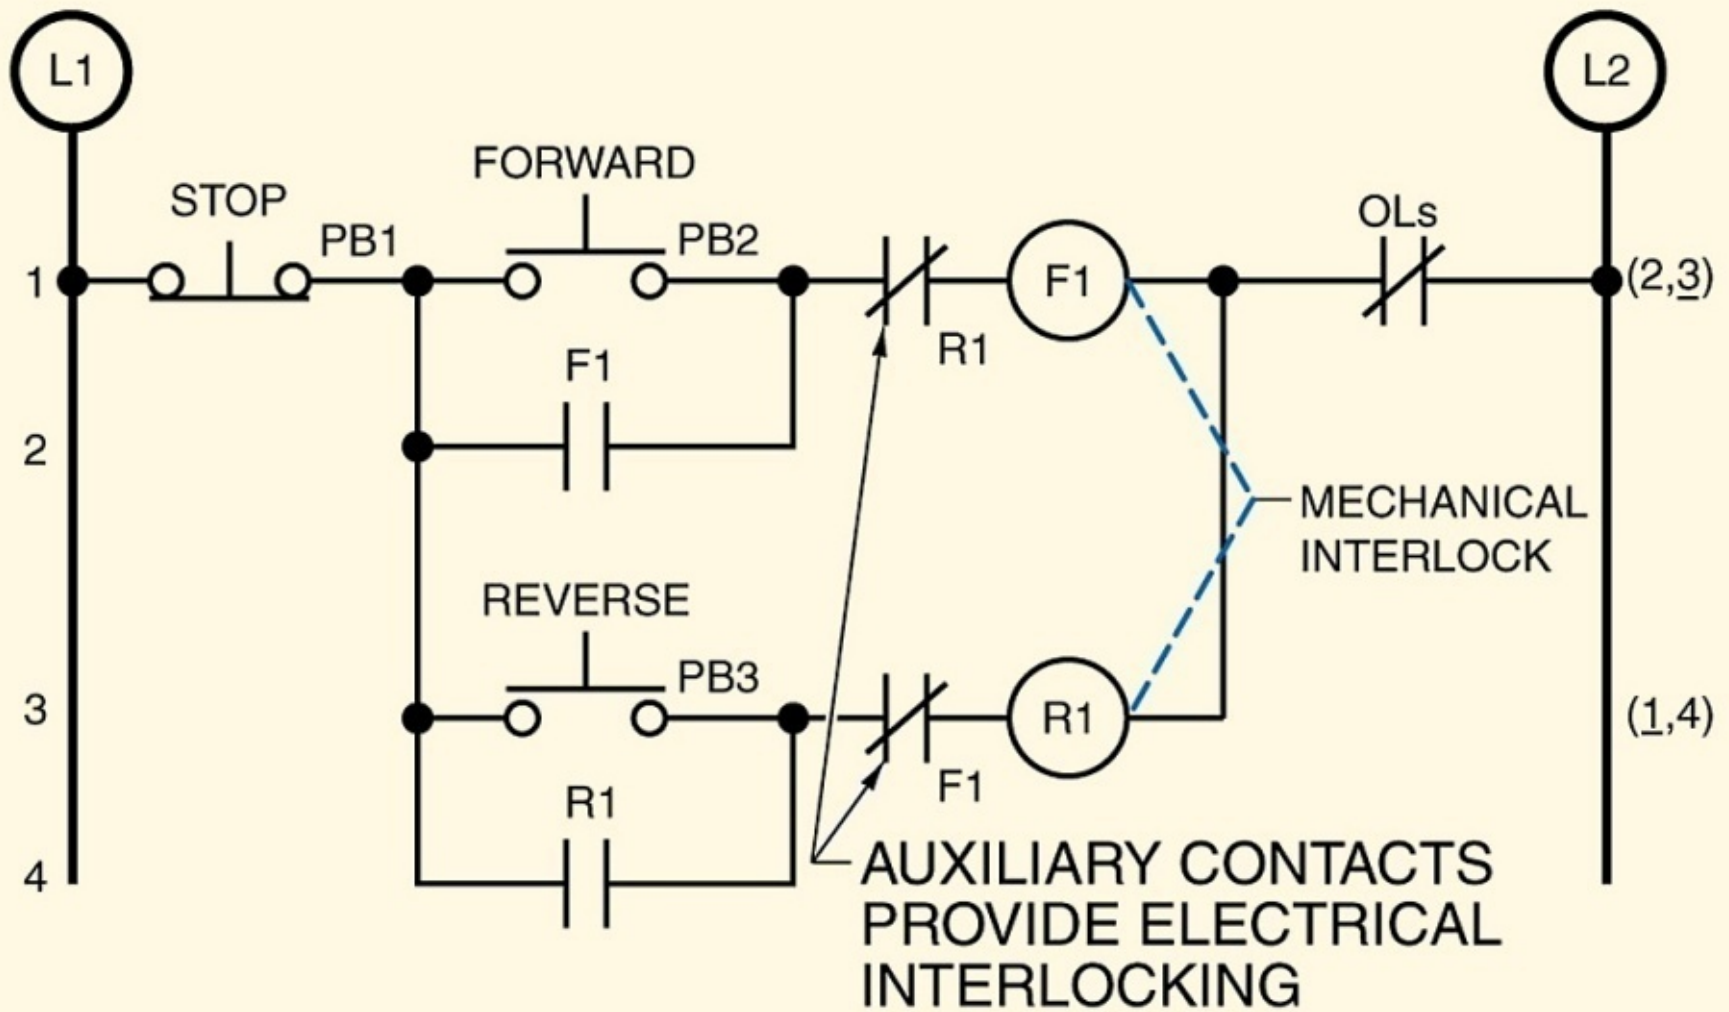 L1
L2
FORWARD
STOP
PB1
PB2
OLs
1
F1
(2,3)
R1
F1
2
MECHANICAL
INTERLOCK
REVERSE
PB3
3
R1
(1,4)
F1
R1
4
AUXILIARY CONTACTS
PROVIDE ELECTRICAL
INTERLOCKING